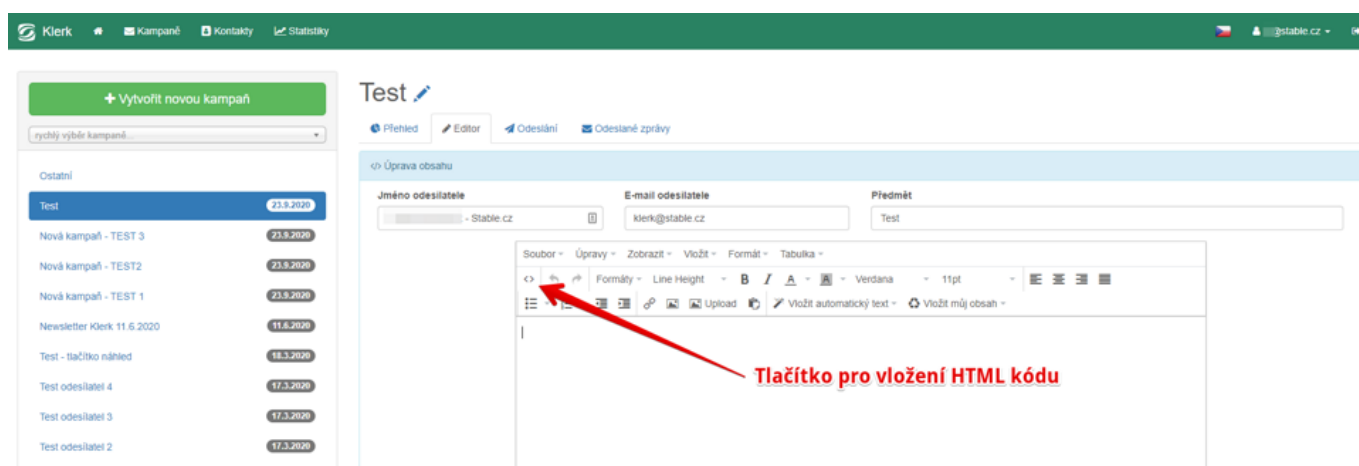 Klerk Kampaně Kontakty Statistiky @stable.cz
+ Vytvořit novou kampaň
rychlý výběr kampaně...
Ostatní
Test 23.9.2020
Nová kampaň - TEST 3 23.9.2020
Nová kampaň - TEST2 23.9.2020
Nová kampaň - TEST 1 23.9.2020
Newsletter Klerk 11.6.2020 11.6.2020
Test - tlačítko náhled 18.3.2020
Test odesílatel 4 17.3.2020
Test odesílatel 3 17.3.2020
Test odesílatel 2 17.3.2020
Test
Přehled Editor Odeslání Odeslané zprávy
</> Úprava obsahu
Jméno odesilatele E-mail odesilatele Předmět
- Stable.cz klerk@stable.cz Test
Soubor Úpravy Zobrazit Vložit Formát Tabulka
<> Formáty Line Height B I A A Verdana 11pt
Upload Vložit automatický text Vložit můj obsah
Tlačítko pro vložení HTML kódu